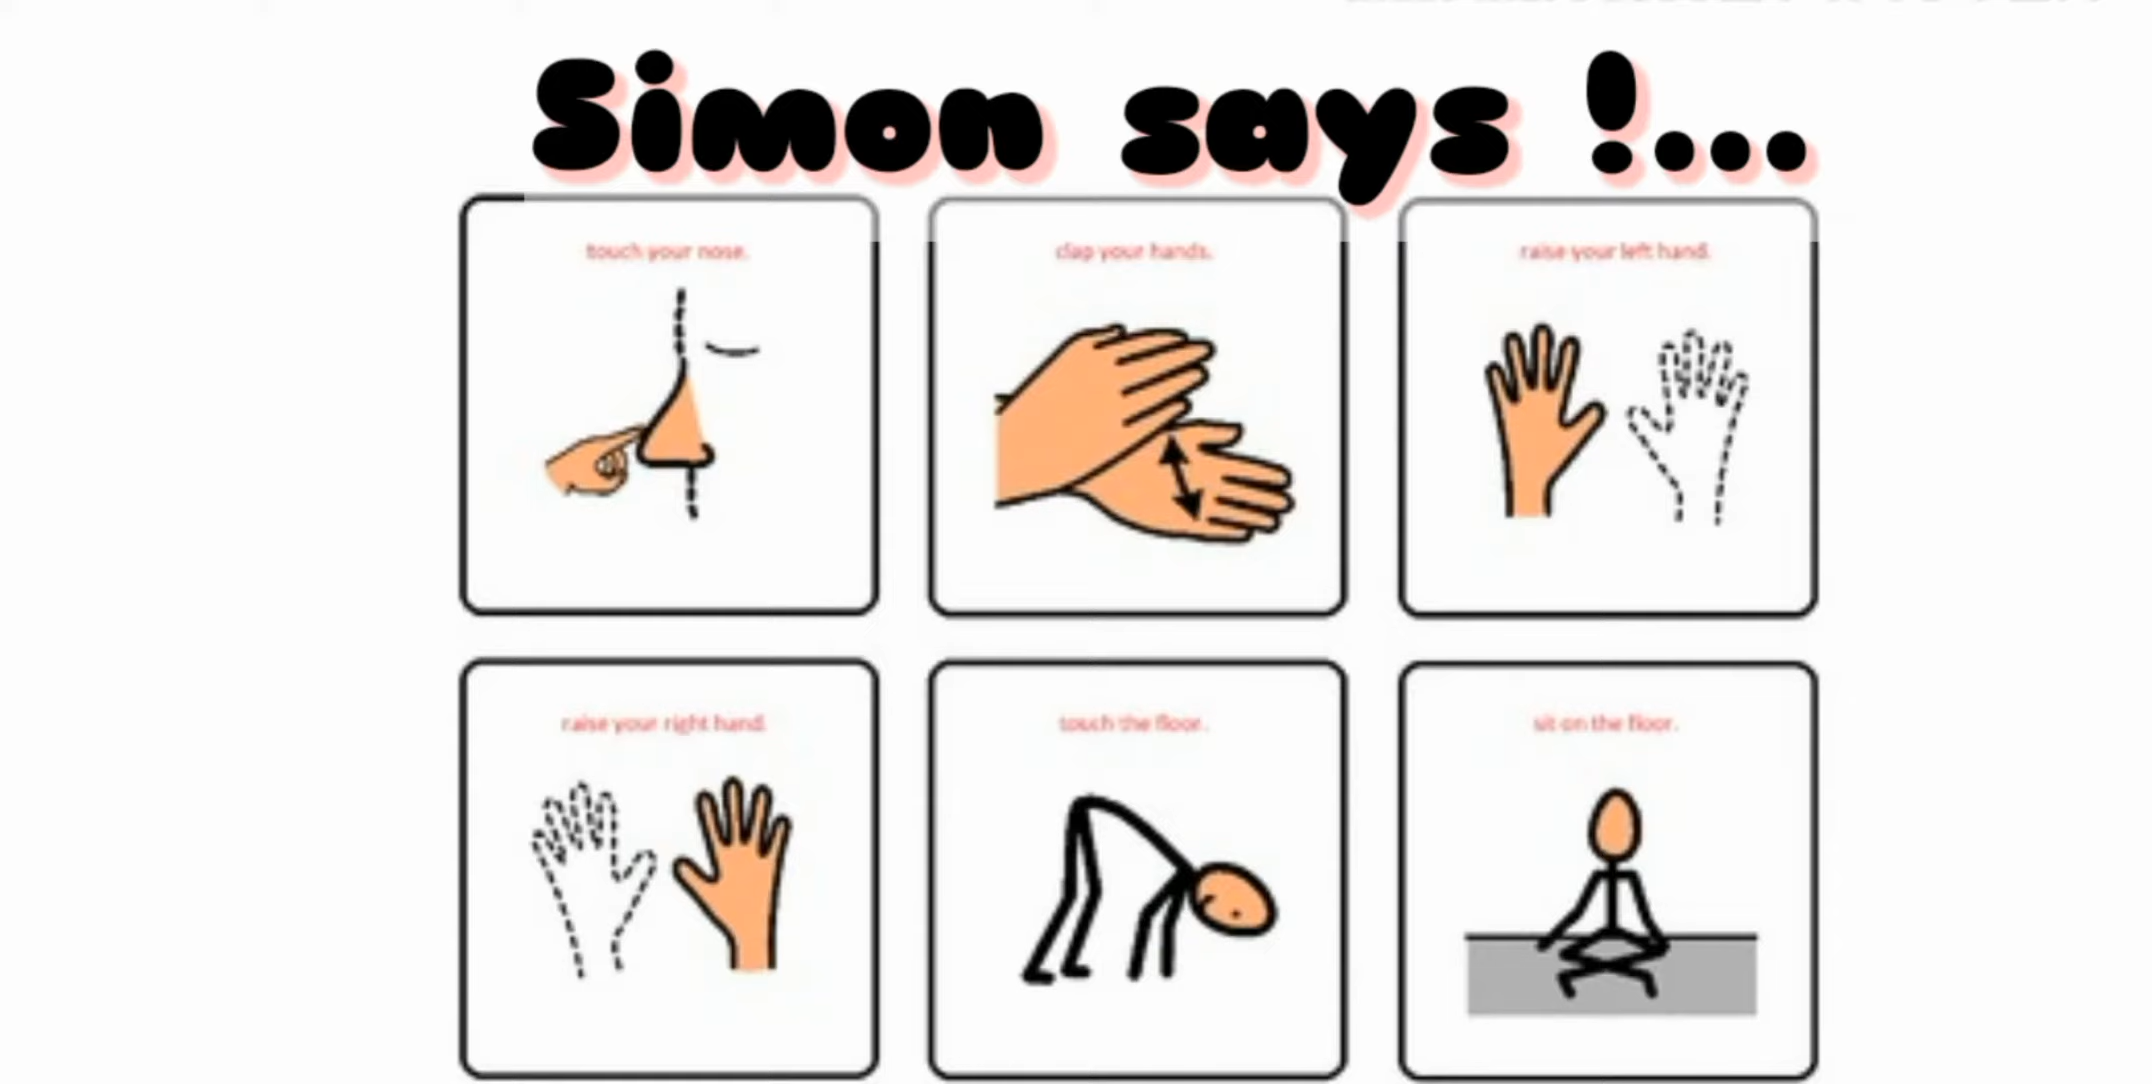 Simon says !...
touch your nose.
clap your hands.
raise your left hand.
raise your right hand.
touch the floor.
sit on the floor.